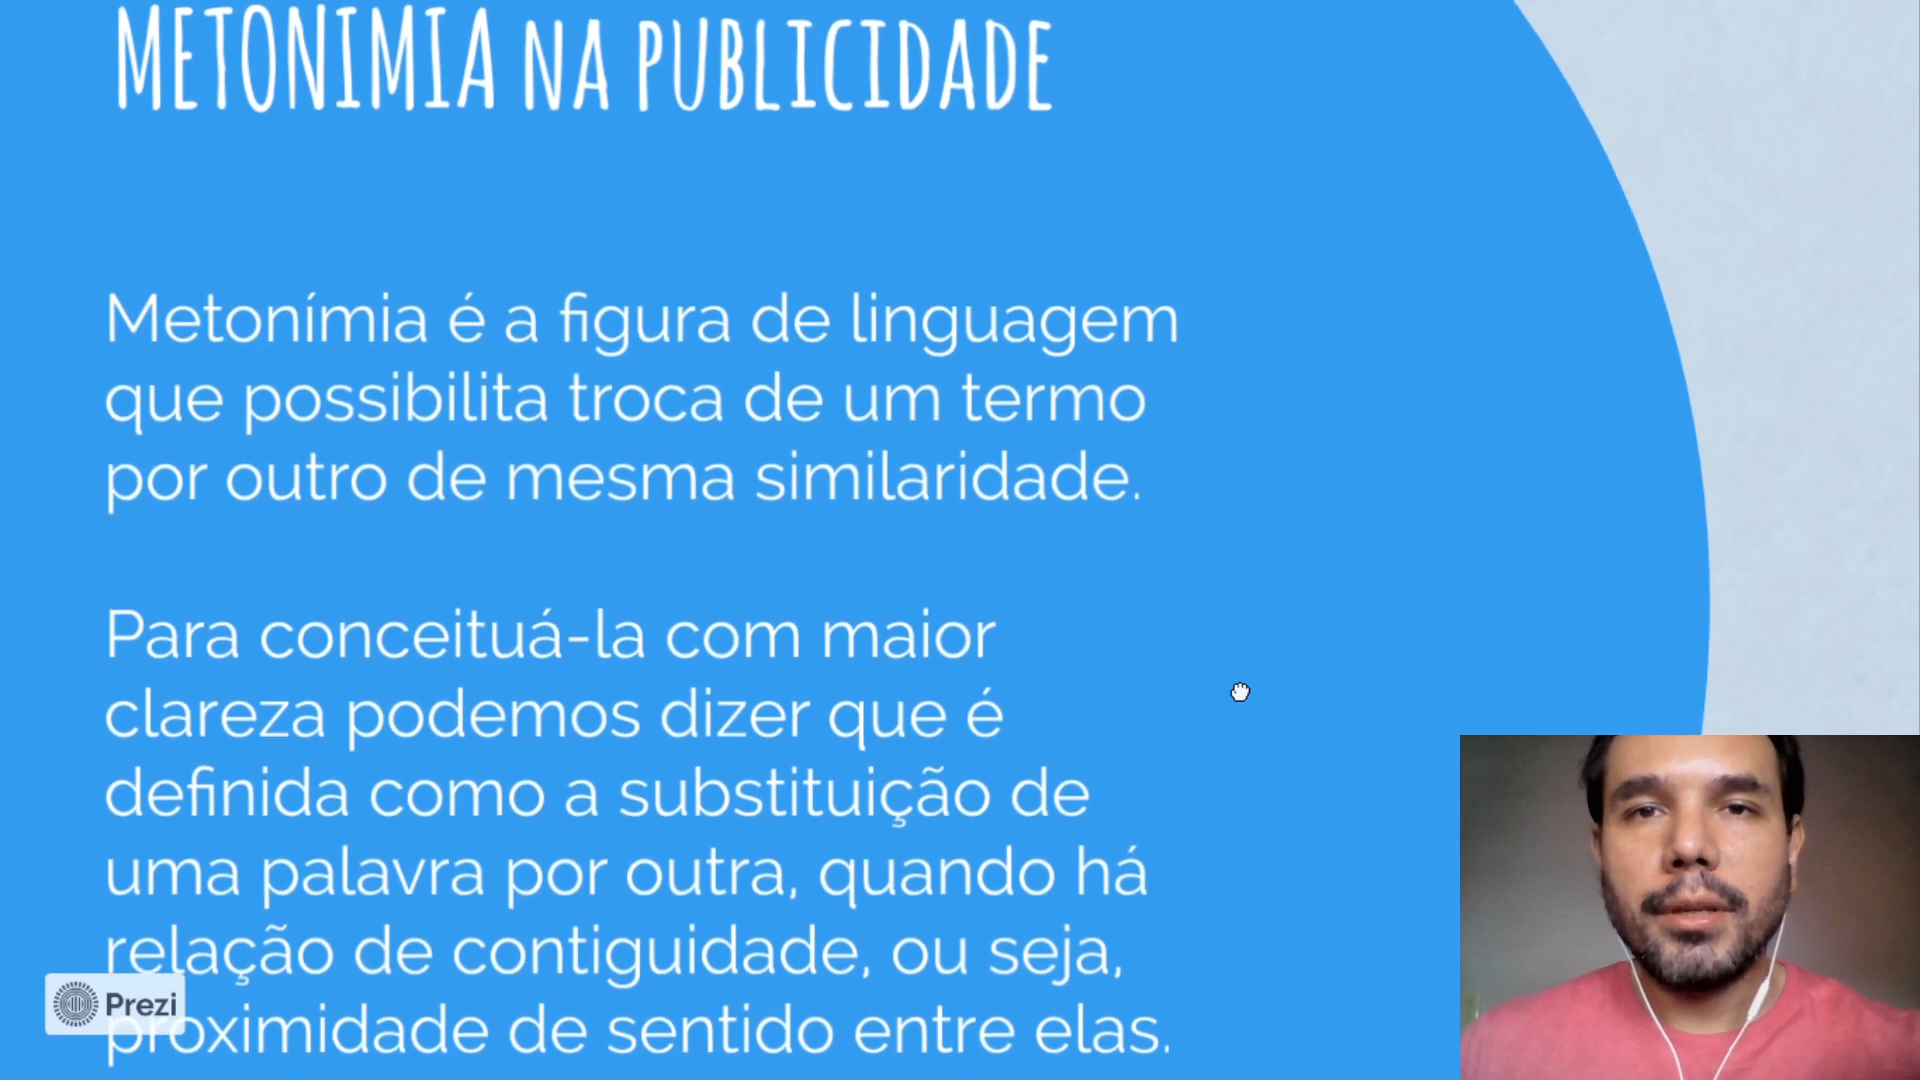 METONIMIA NA PUBLICIDADE
Metonímia é a figura de linguagem
que possibilita troca de um termo
por outro de mesma similaridade.
Para conceituá-la com maior
clareza podemos dizer que é
definida como a substituição de
uma palavra por outra, quando há
relação de contiguidade, ou seja,
proximidade de sentido entre elas.
Prezi